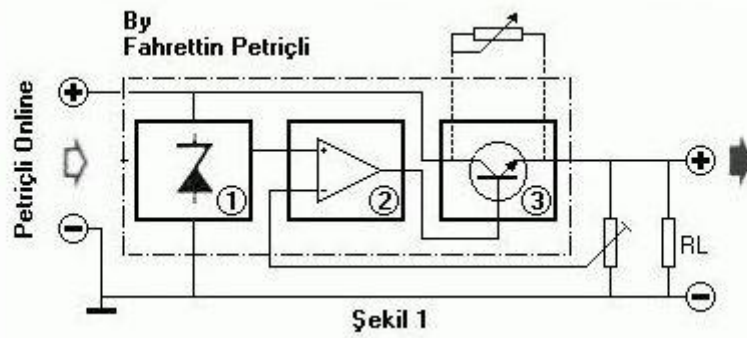 By
Fahrettin Petriçli
Petriçli Online
+
−
1
+
−
2
3
+
RL
−
Şekil 1